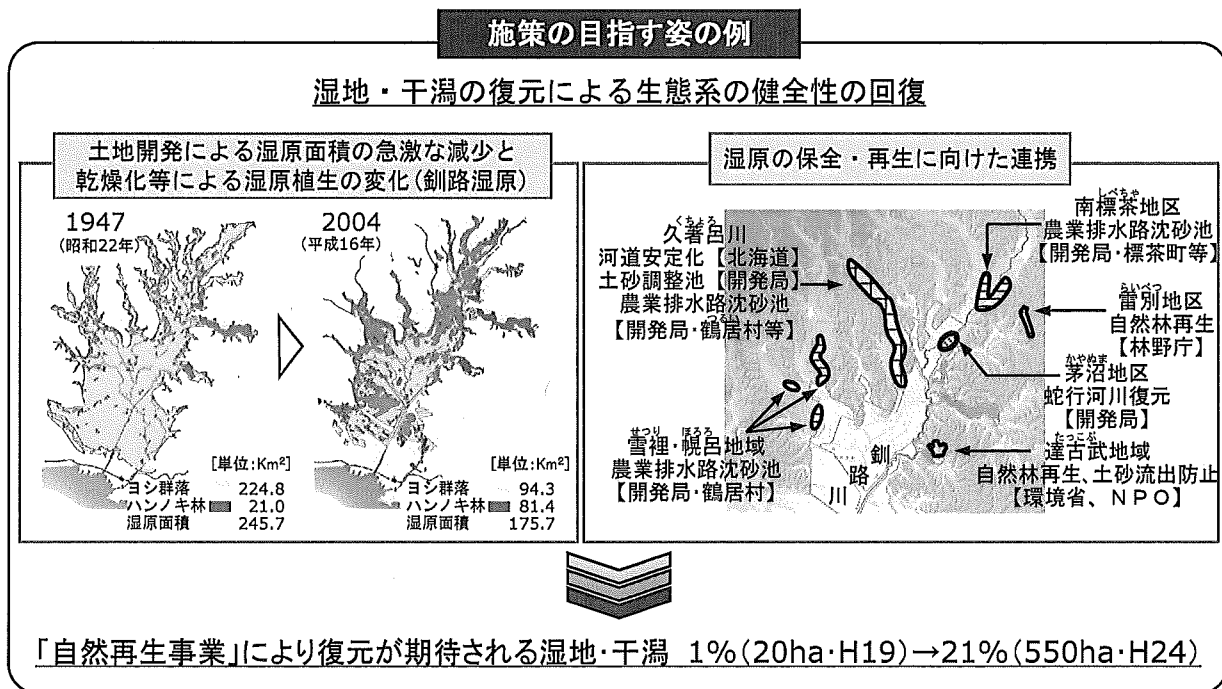 施策の目指す姿の例
湿地・干潟の復元による生態系の健全性の回復
土地開発による湿原面積の急激な減少と
乾燥化等による湿原植生の変化(釧路湿原)
1947
(昭和22年)
2004
(平成16年)
[単位:Km²]
ヨシ群落 224.8
ハンノキ林 21.0
湿原面積 245.7
[単位:Km²]
94.3
81.4
175.7
湿原の保全・再生に向けた連携
くちょろ
久著呂川
河道安定化【北海道】
土砂調整池【開発局】
農業排水路沈砂池
つるい
【開発局・鶴居村等】
しべちゃ
南標茶地区
農業排水路沈砂池
【開発局・標茶町等】
らいべつ
雷別地区
自然林再生
【林野庁】
かやぬま
茅沼地区
蛇行河川復元
【開発局】
たっこぶ
達古武地域
自然林再生、土砂流出防止
【環境省、NPO】
せつり ほろろ
雪裡・幌呂地域
農業排水路沈砂池
【開発局・鶴居村】
釧
路
川
「自然再生事業」により復元が期待される湿地・干潟 1%(20ha・H19)→21%(550ha・H24)